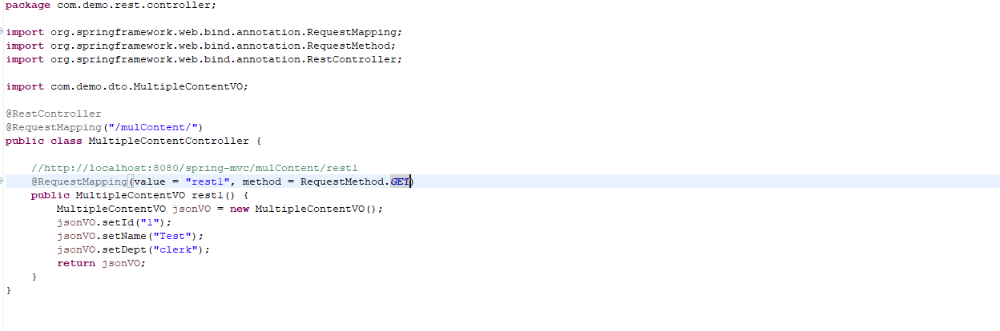 package com.demo.rest.controller;
import org.springframework.web.bind.annotation.RequestMapping;
import org.springframework.web.bind.annotation.RequestMethod;
import org.springframework.web.bind.annotation.RestController;
import com.demo.dto.MultipleContentVO;
@RestController
@RequestMapping("/mulContent/")
public class MultipleContentController {
//http://localhost:8080/spring-mvc/mulContent/rest1
@RequestMapping(value = "rest1", method = RequestMethod.GET)
public MultipleContentVO rest1() {
MultipleContentVO jsonVO = new MultipleContentVO();
jsonVO.setId("1");
jsonVO.setName("Test");
jsonVO.setDept("clerk");
return jsonVO;
}
}